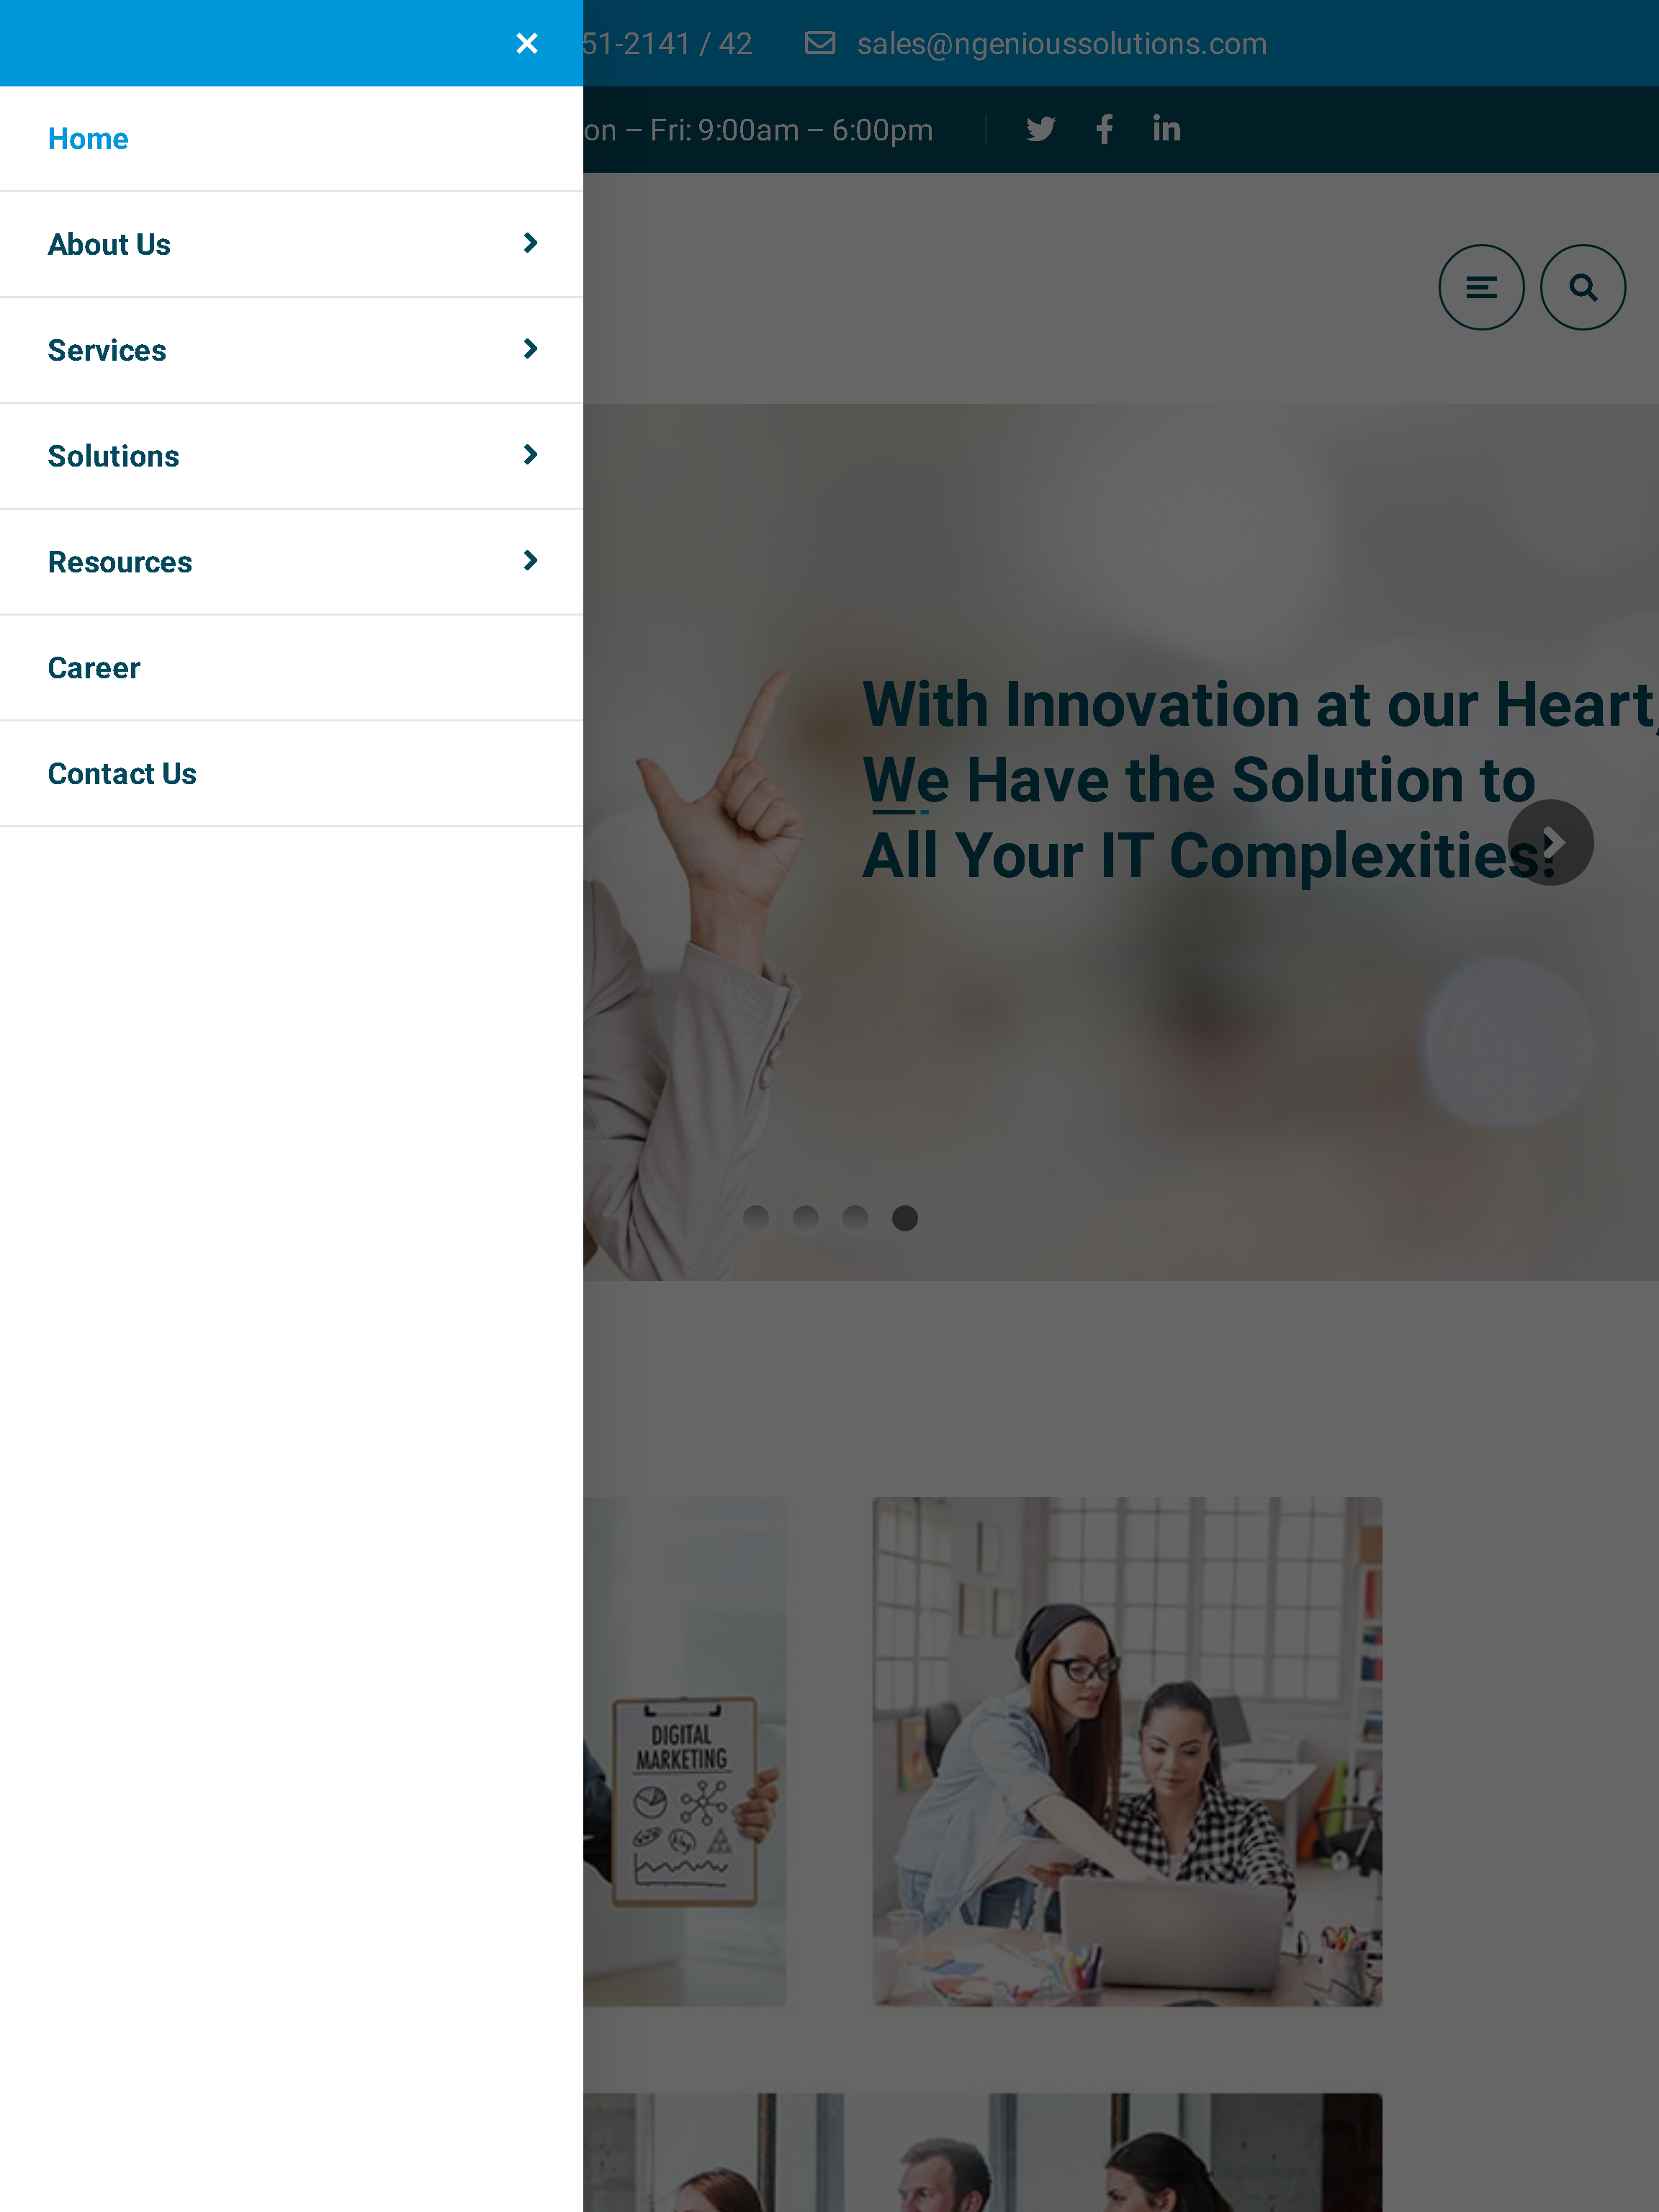 51-2141 / 42
sales@ngenioussolutions.com
on – Fri: 9:00am – 6:00pm
Home
About Us
Services
Solutions
Resources
Career
Contact Us
With Innovation at our Heart,
We Have the Solution to
All Your IT Complexities!
DIGITAL
MARKETING